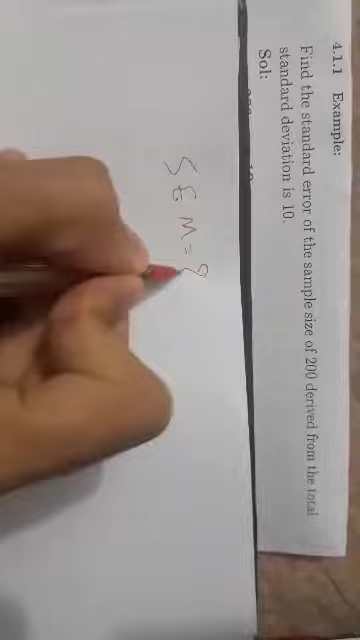 4.1.1 Example:
Find the standard error of the sample size of 200 derived from the total
standard deviation is 10.
Sol:
SEM = 8